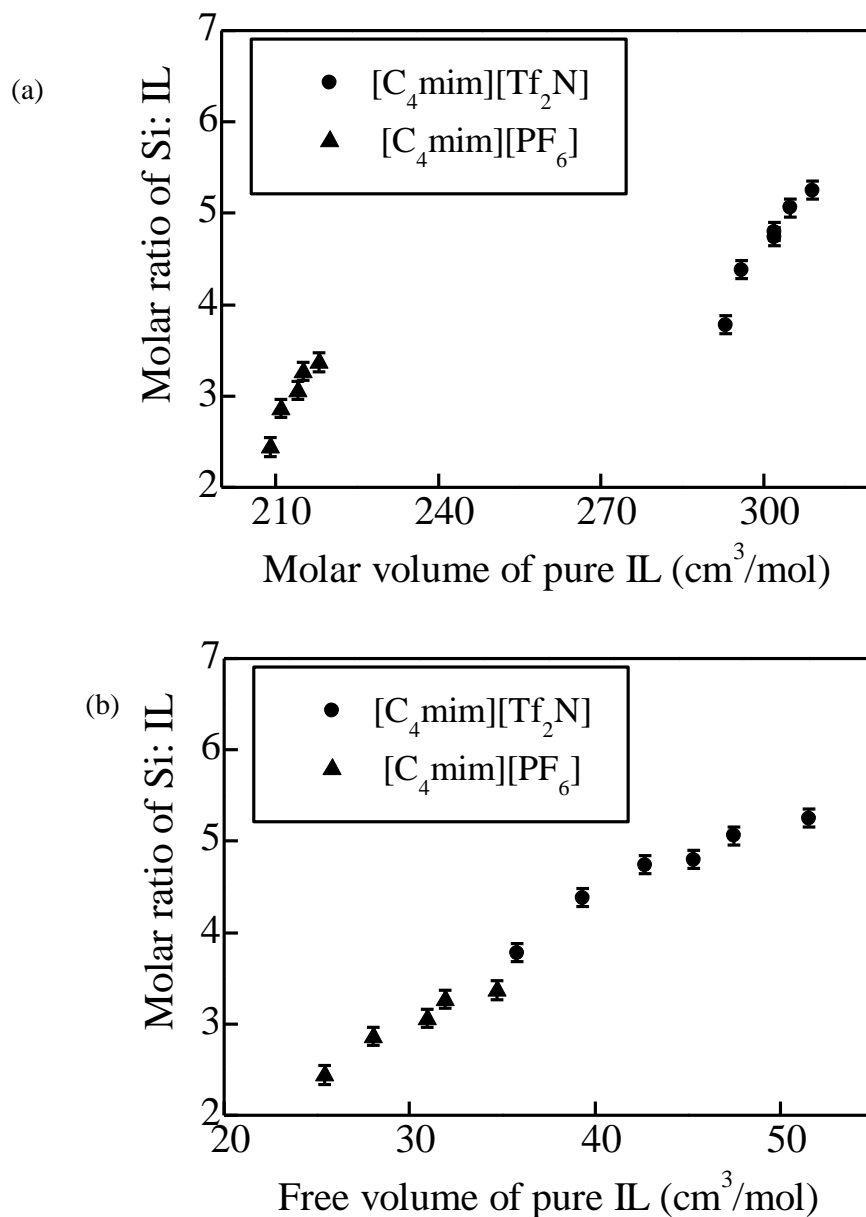 (a)
Molar ratio of Si: IL
7
6
5
4
3
2
[C₄mim][Tf₂N]
[C₄mim][PF₆]
210 240 270 300
Molar volume of pure IL (cm³/mol)
(b)
Molar ratio of Si: IL
7
6
5
4
3
2
[C₄mim][Tf₂N]
[C₄mim][PF₆]
20 30 40 50
Free volume of pure IL (cm³/mol)